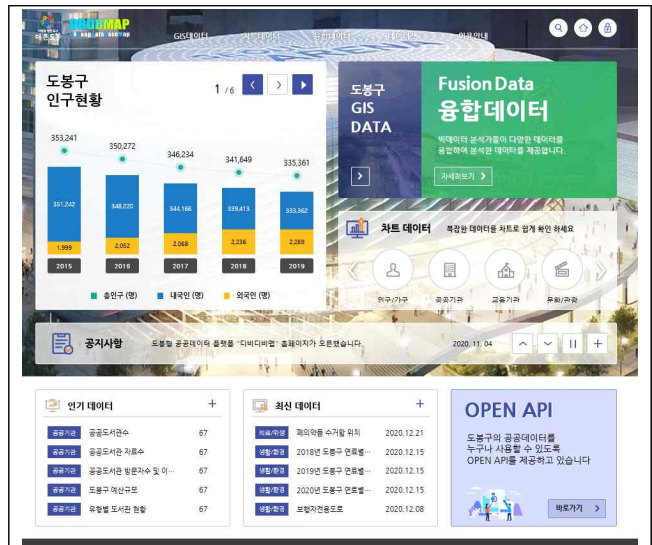 GIS데이터
차트데이터
융합데이터
이용안내
도봉구
인구현황
1 / 6
353,241
350,272
346,234
341,649
335,361
351,242
348,220
344,166
339,413
333,362
1,999
2,052
2,068
2,236
2,269
2015
2016
2017
2018
2019
총인구 (명)
내국인 (명)
외국인 (명)
도봉구
GIS
DATA
Fusion Data
융합데이터
빅데이터 분석가들이 다양한 데이터를
융합하여 분석한 데이터를 제공합니다.
자세히보기
차트 데이터
복잡한 데이터를 차트로 쉽게 확인 하세요
인구/가구
공공기관
교육기관
문화/관광
공지사항
도봉형 공공데이터 플랫폼 "디비디비맵" 홈페이지가 오픈했습니다.
2020. 11. 04
인기 데이터
공공기관 공공도서관수 67
공공기관 공공도서관 자료수 67
공공기관 공공도서관 방문자수 및 이… 67
공공기관 도봉구 예산규모 67
공공기관 유형별 도서관 현황 67
최신 데이터
의료/위생 폐의약품 수거함 위치 2020.12.21
생활/환경 2018년 도봉구 연료별… 2020.12.15
생활/환경 2019년 도봉구 연료별… 2020.12.15
생활/환경 2020년 도봉구 연료별… 2020.12.15
생활/환경 보행자전용도로 2020.12.08
OPEN API
도봉구의 공공데이터를
누구나 사용할 수 있도록
OPEN API를 제공하고 있습니다
바로가기